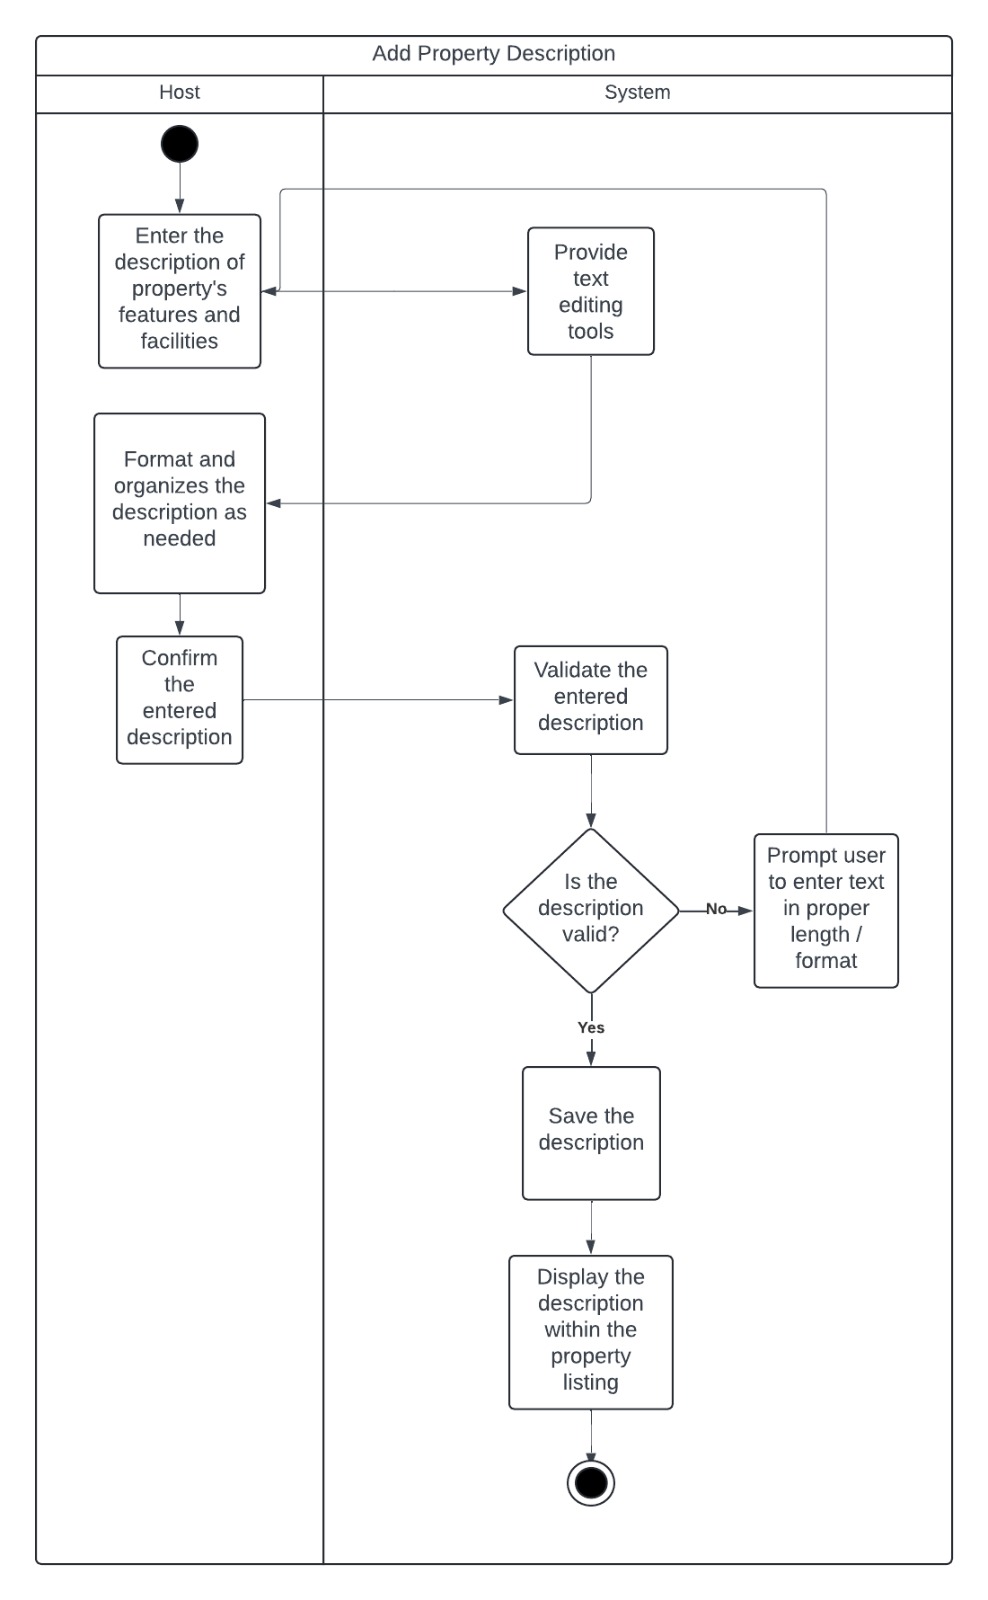 Add Property Description
Host
System
Enter the
description of
property's
features and
facilities
Provide
text
editing
tools
Format and
organizes the
description as
needed
Confirm
the
entered
description
Validate the
entered
description
Is the
description
valid?
No
Prompt user
to enter text
in proper
length /
format
Yes
Save the
description
Display the
description
within the
property
listing